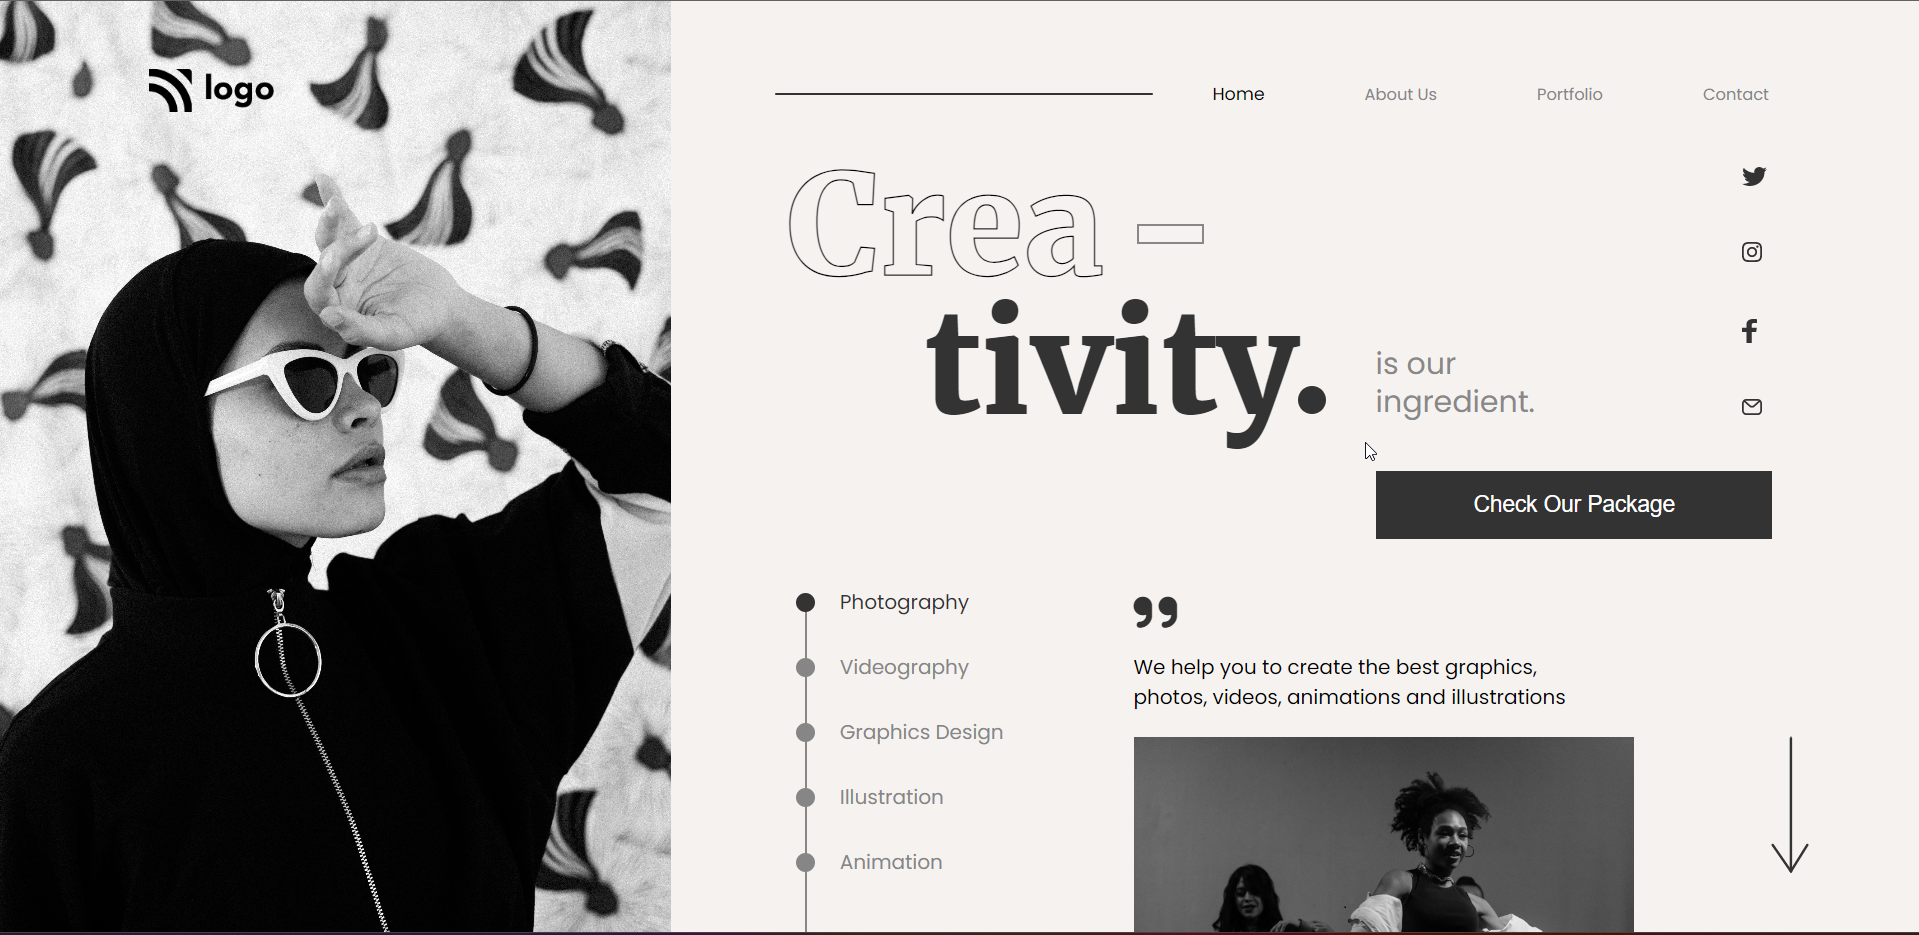 logo
Home
About Us
Portfolio
Contact
Crea –
tivity.
is our
ingredient.
Check Our Package
Photography
Videography
Graphics Design
Illustration
Animation
”
We help you to create the best graphics,
photos, videos, animations and illustrations